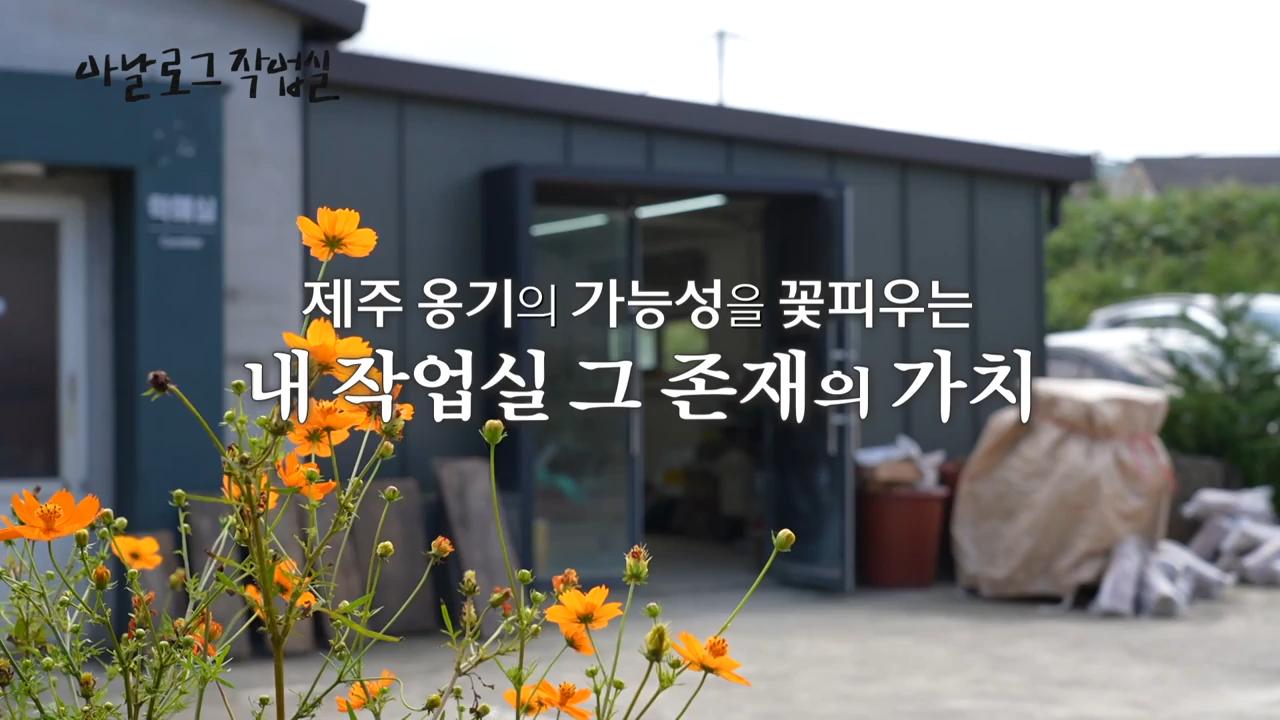 아날로그 작업실
제주 옹기의 가능성을 꽃피우는
내 작업실 그 존재의 가치